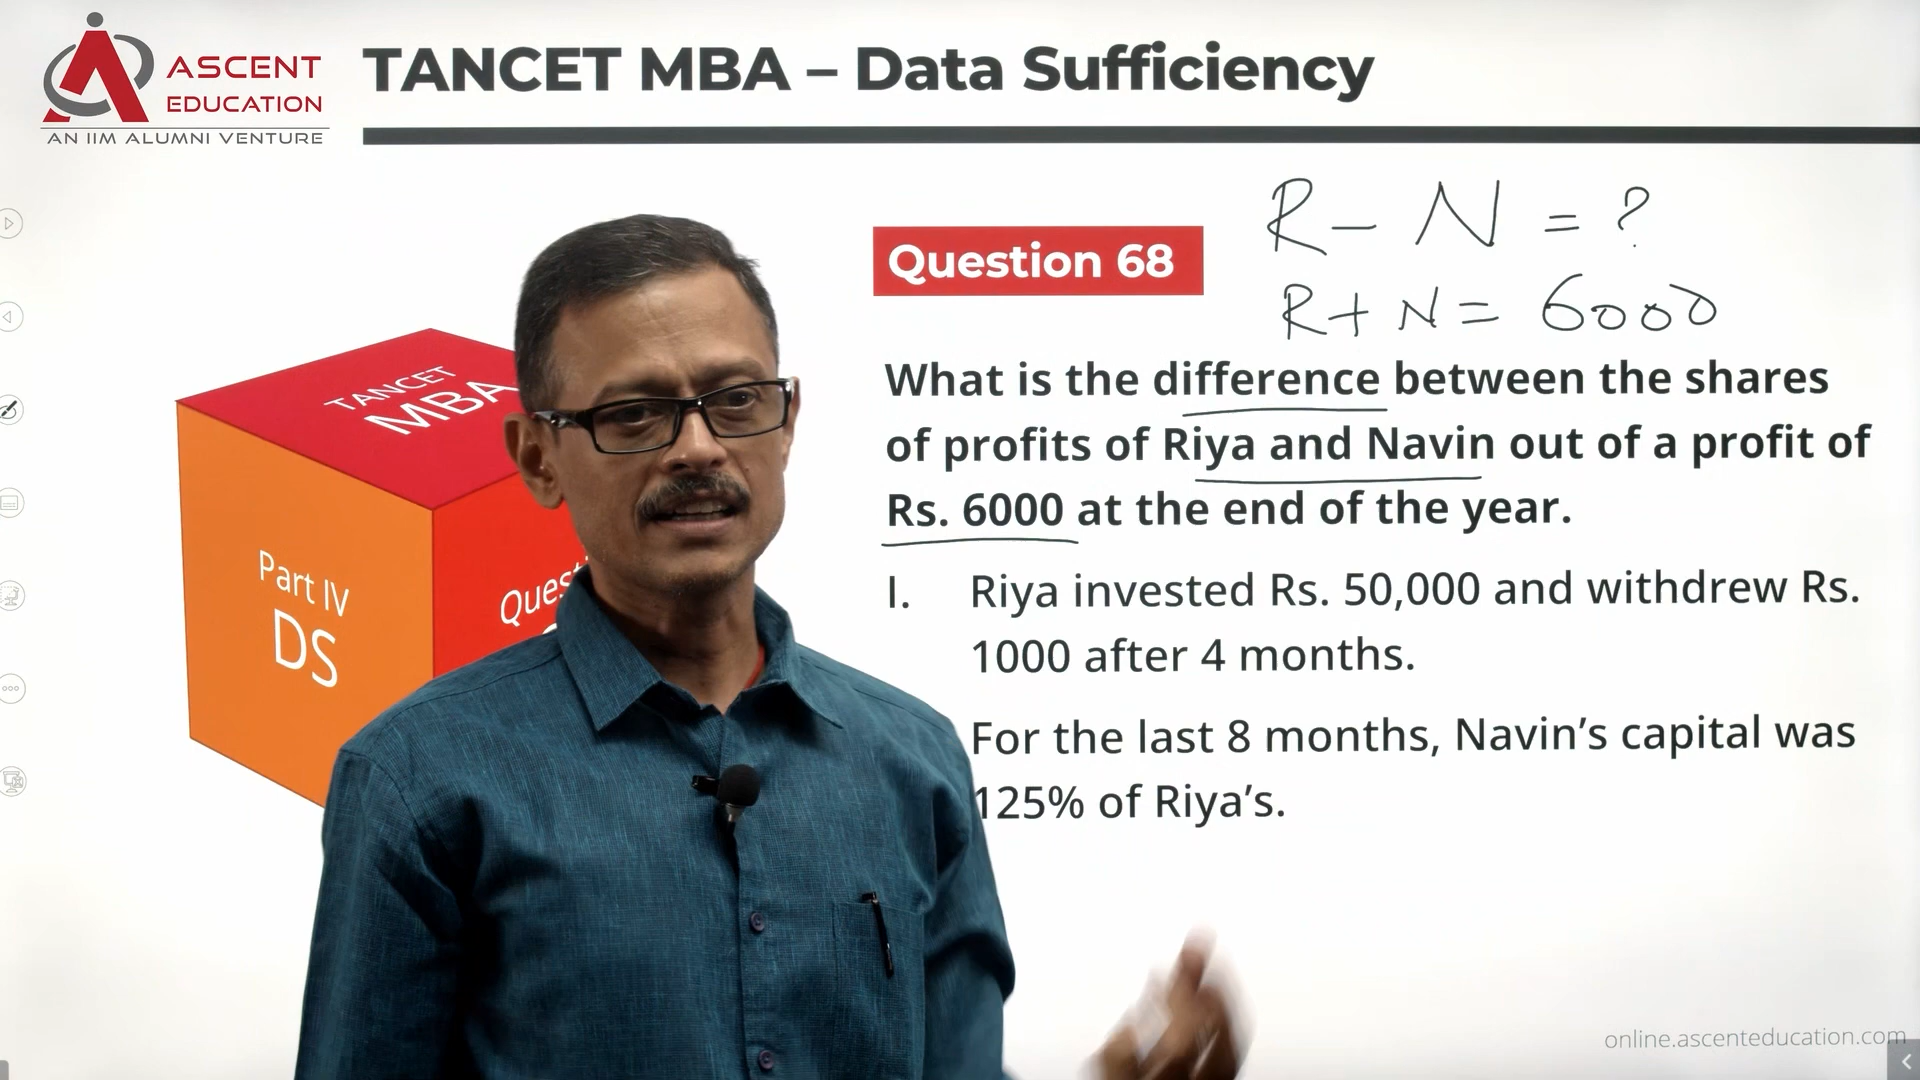 ASCENT
EDUCATION
AN IIM ALUMNI VENTURE
TANCET MBA – Data Sufficiency
R - N = ?
R + N = 6000
Question 68
What is the difference between the shares
of profits of Riya and Navin out of a profit of
Rs. 6000 at the end of the year.
I. Riya invested Rs. 50,000 and withdrew Rs.
1000 after 4 months.
For the last 8 months, Navin’s capital was
125% of Riya’s.
TANCET
MBA
Part IV
DS
online.ascenteducation.com